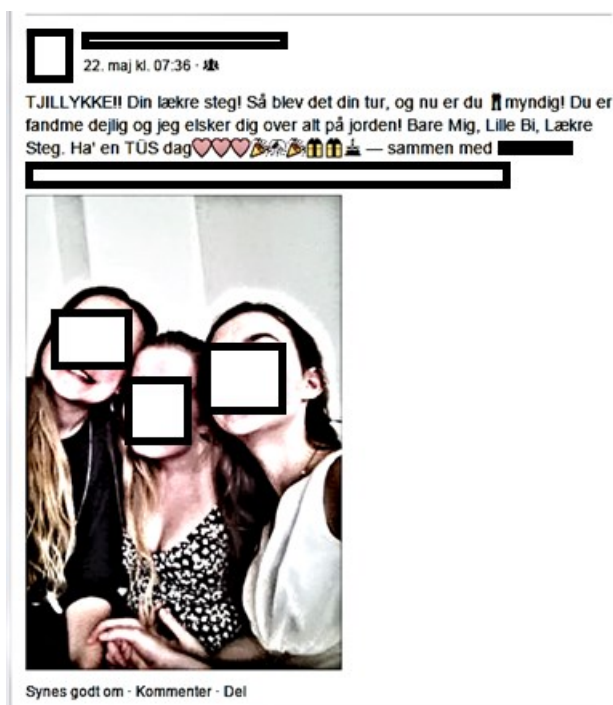 22. maj kl. 07:36 ·
TJILLYKKE!! Din lækre steg! Så blev det din tur, og nu er du myndig! Du er
fandme dejlig og jeg elsker dig over alt på jorden! Bare Mig, Lille Bi, Lækre
Steg. Ha' en TÜS dag💗💗💗🎉🎉🎁🎁🎂 — sammen med
Synes godt om · Kommenter · Del